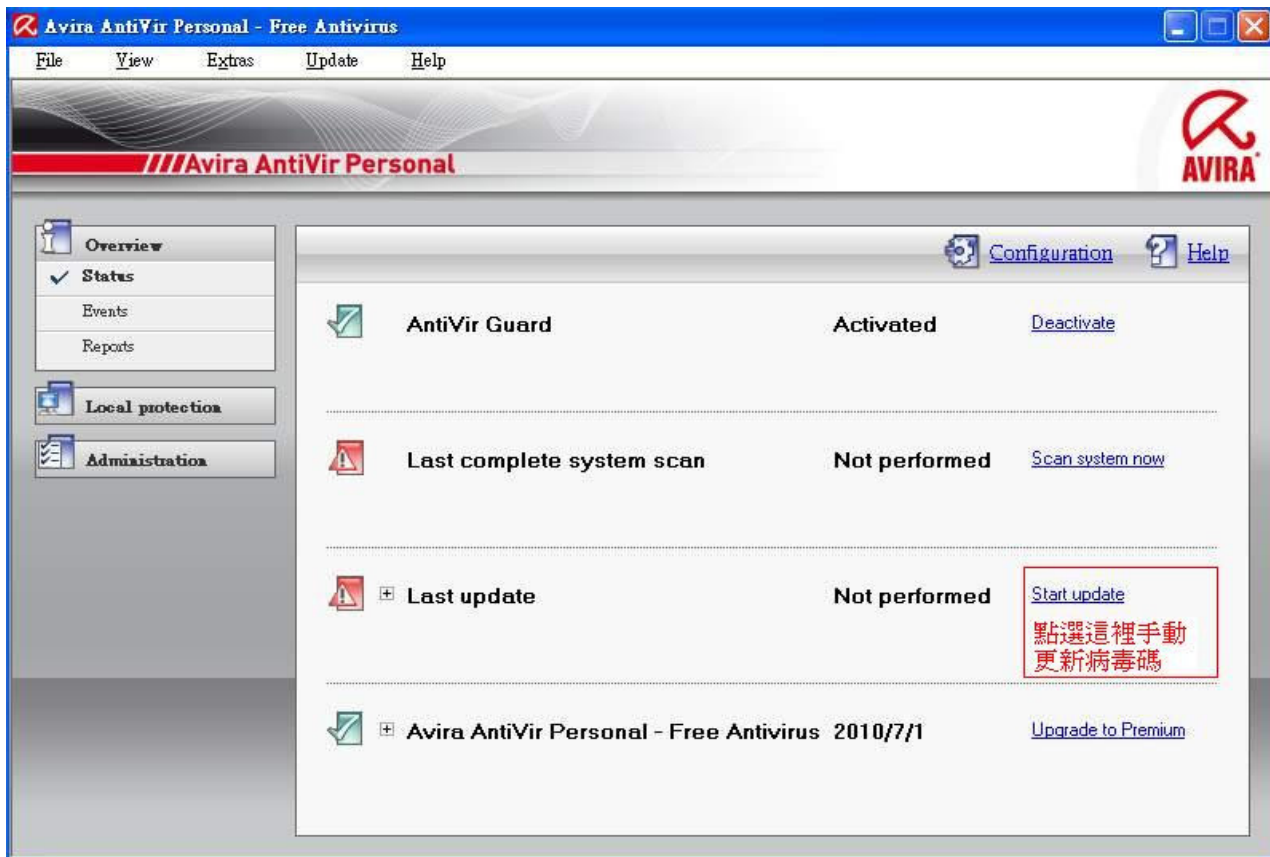 Avira AntiVir Personal - Free Antivirus
File View Extras Update Help
////Avira AntiVir Personal
AVIRA
Overview
Configuration Help
Status
Events
Reports
Local protection
Administration
AntiVir Guard Activated Deactivate
Last complete system scan Not performed Scan system now
Last update Not performed Start update
點選這裡手動
更新病毒碼
Avira AntiVir Personal - Free Antivirus 2010/7/1 Upgrade to Premium